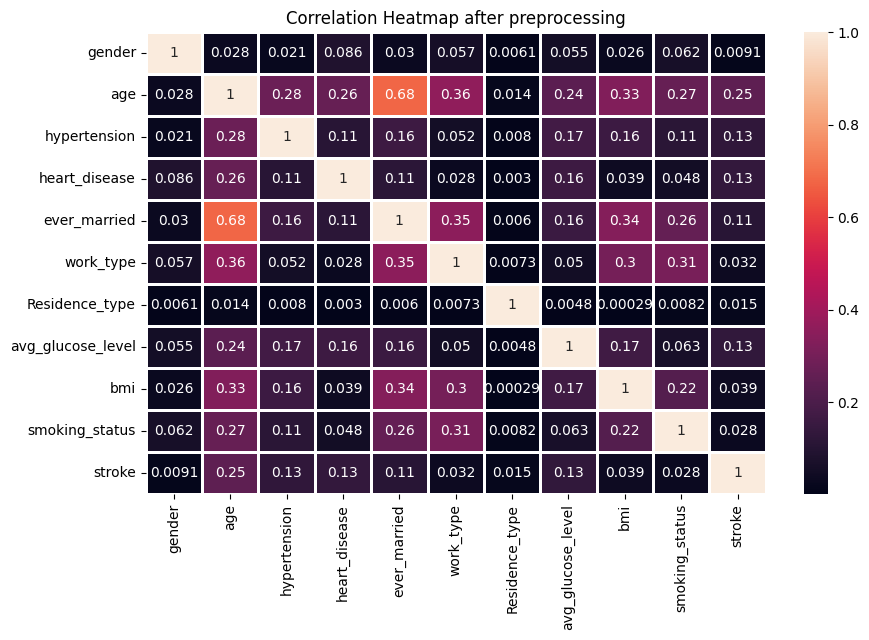 Correlation Heatmap after preprocessing
gender 1 0.028 0.021 0.086 0.03 0.057 0.0061 0.055 0.026 0.062 0.0091
age 0.028 1 0.28 0.26 0.68 0.36 0.014 0.24 0.33 0.27 0.25
hypertension 0.021 0.28 1 0.11 0.16 0.052 0.008 0.17 0.16 0.11 0.13
heart_disease 0.086 0.26 0.11 1 0.11 0.028 0.003 0.16 0.039 0.048 0.13
ever_married 0.03 0.68 0.16 0.11 1 0.35 0.006 0.16 0.34 0.26 0.11
work_type 0.057 0.36 0.052 0.028 0.35 1 0.0073 0.05 0.3 0.31 0.032
Residence_type 0.0061 0.014 0.008 0.003 0.006 0.0073 1 0.0048 0.00029 0.0082 0.015
avg_glucose_level 0.055 0.24 0.17 0.16 0.16 0.05 0.0048 1 0.17 0.063 0.13
bmi 0.026 0.33 0.16 0.039 0.34 0.3 0.00029 0.17 1 0.22 0.039
smoking_status 0.062 0.27 0.11 0.048 0.26 0.31 0.0082 0.063 0.22 1 0.028
stroke 0.0091 0.25 0.13 0.13 0.11 0.032 0.015 0.13 0.039 0.028 1
gender age hypertension heart_disease ever_married work_type Residence_type avg_glucose_level bmi smoking_status stroke
1.0
0.8
0.6
0.4
0.2